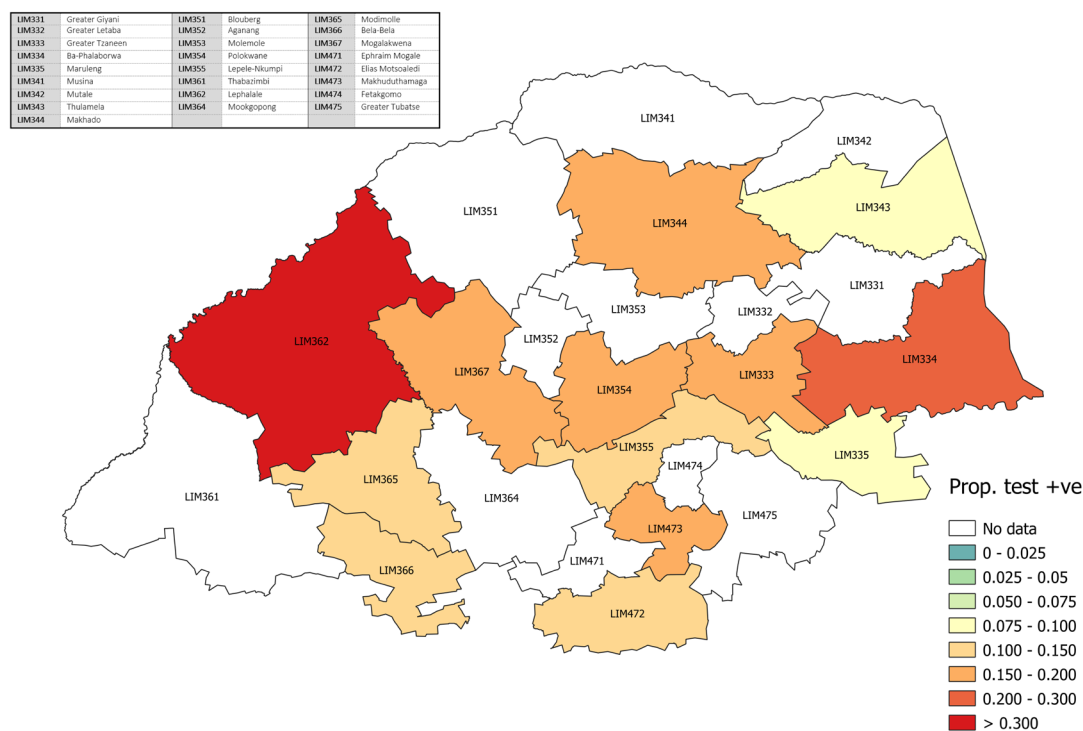 LIM331 Greater Giyani LIM351 Blouberg LIM365 Modimolle
LIM332 Greater Letaba LIM352 Aganang LIM366 Bela-Bela
LIM333 Greater Tzaneen LIM353 Molemole LIM367 Mogalakwena
LIM334 Ba-Phalaborwa LIM354 Polokwane LIM471 Ephraim Mogale
LIM335 Maruleng LIM355 Lepele-Nkumpi LIM472 Elias Motsoaledi
LIM341 Musina LIM361 Thabazimbi LIM473 Makhuduthamaga
LIM342 Mutale LIM362 Lephalale LIM474 Fetakgomo
LIM343 Thulamela LIM364 Mookgopong LIM475 Greater Tubatse
LIM344 Makhado
LIM341
LIM342
LIM343
LIM351
LIM344
LIM331
LIM353
LIM332
LIM352
LIM362
LIM334
LIM367
LIM333
LIM354
LIM355
LIM335
LIM474
LIM365
LIM361
LIM364
LIM475
LIM473
LIM471
LIM366
LIM472
Prop. test +ve
No data
0 - 0.025
0.025 - 0.05
0.050 - 0.075
0.075 - 0.100
0.100 - 0.150
0.150 - 0.200
0.200 - 0.300
> 0.300